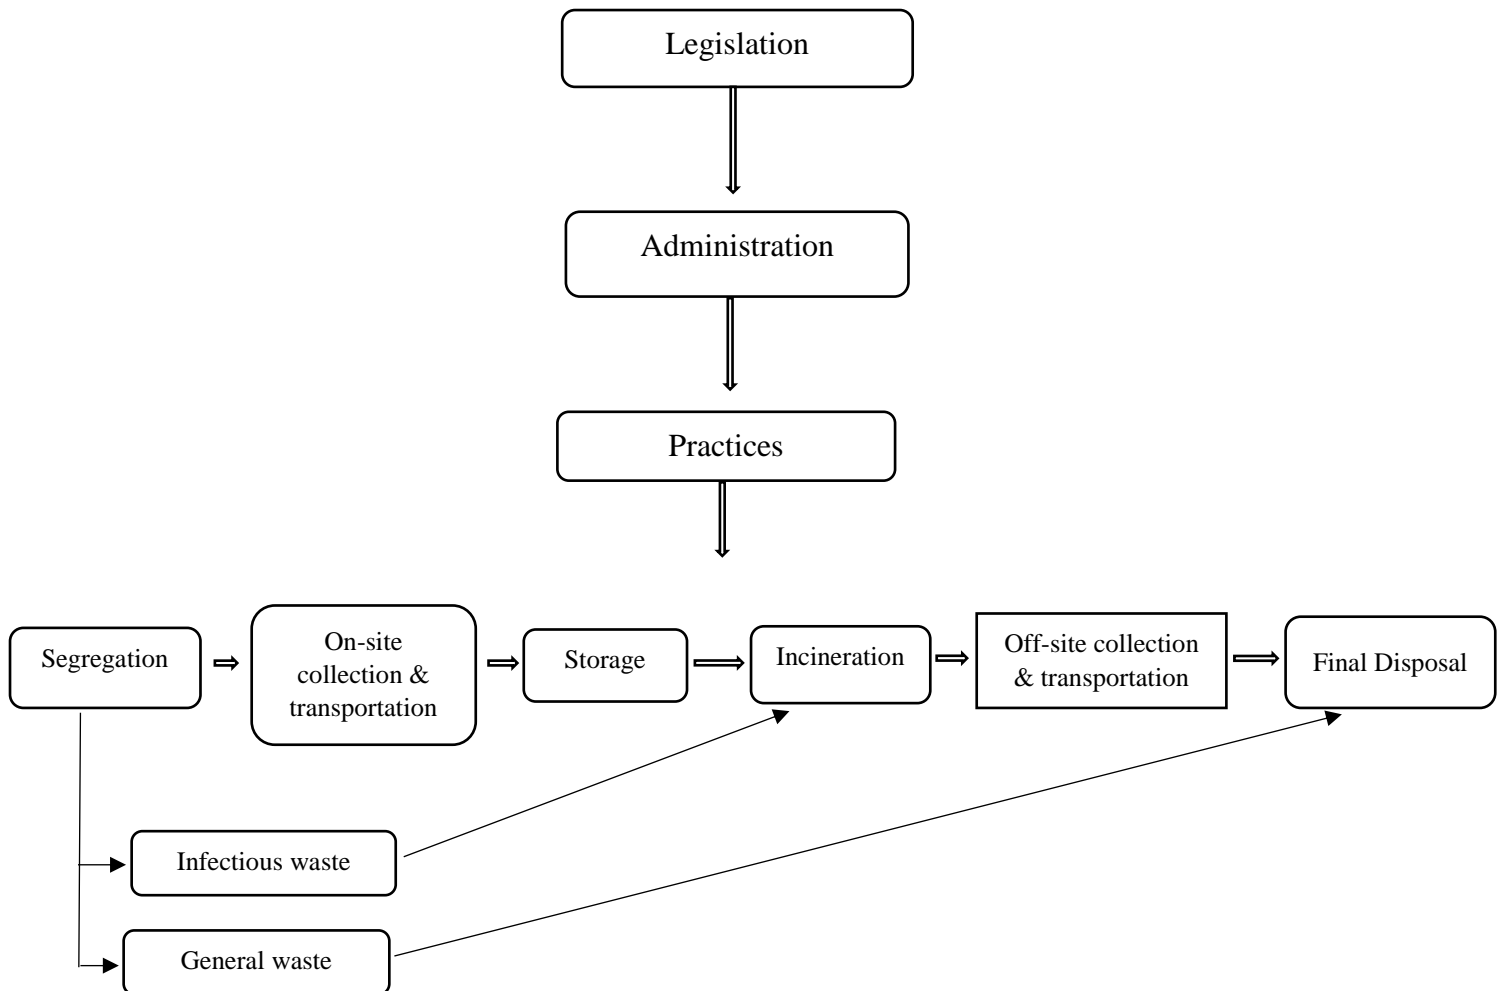 Legislation
Administration
Practices
Segregation
On-site
collection &
transportation
Storage
Incineration
Off-site collection
& transportation
Final Disposal
Infectious waste
General waste